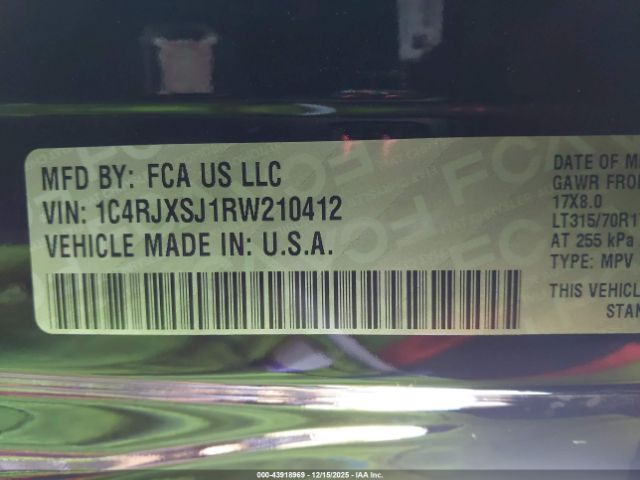 MFD BY: FCA US LLC
VIN: 1C4RJXSJ1RW210412
VEHICLE MADE IN: U.S.A.
DATE OF M
GAWR FRO
17X8.0
LT315/70R1
AT 255 kPa
TYPE: MPV
THIS VEHICL
STAN
000-43918969 • 12/15/2025 • IAA Inc.